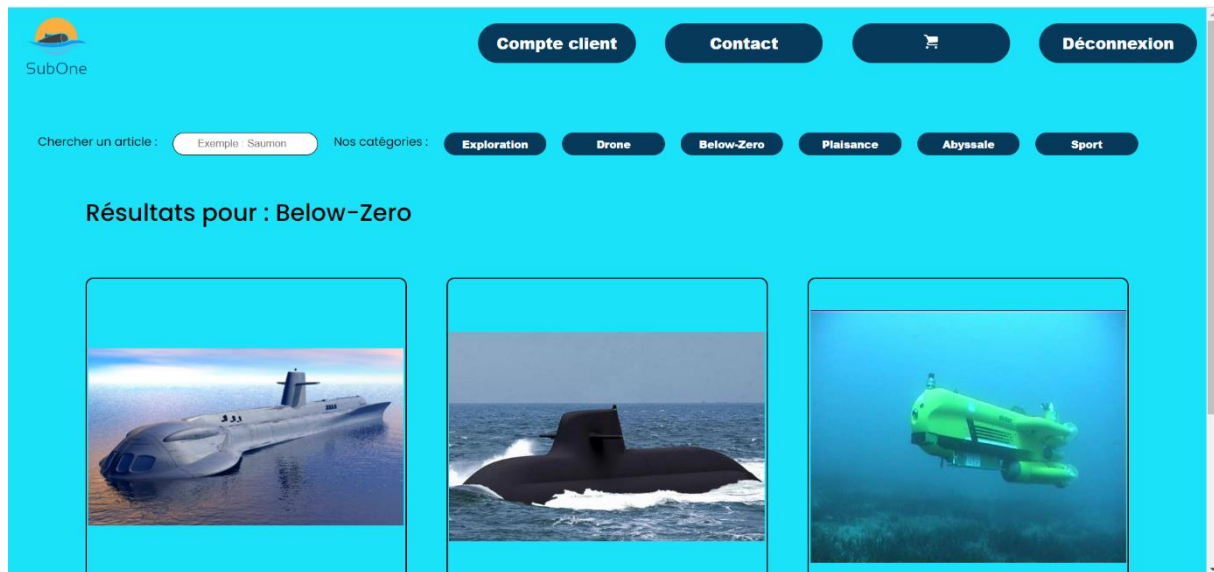 SubOne
Compte client
Contact
Déconnexion
Chercher un article :
Exemple : Saumon
Nos catégories :
Exploration
Drone
Below-Zero
Plaisance
Abyssale
Sport
Résultats pour : Below-Zero